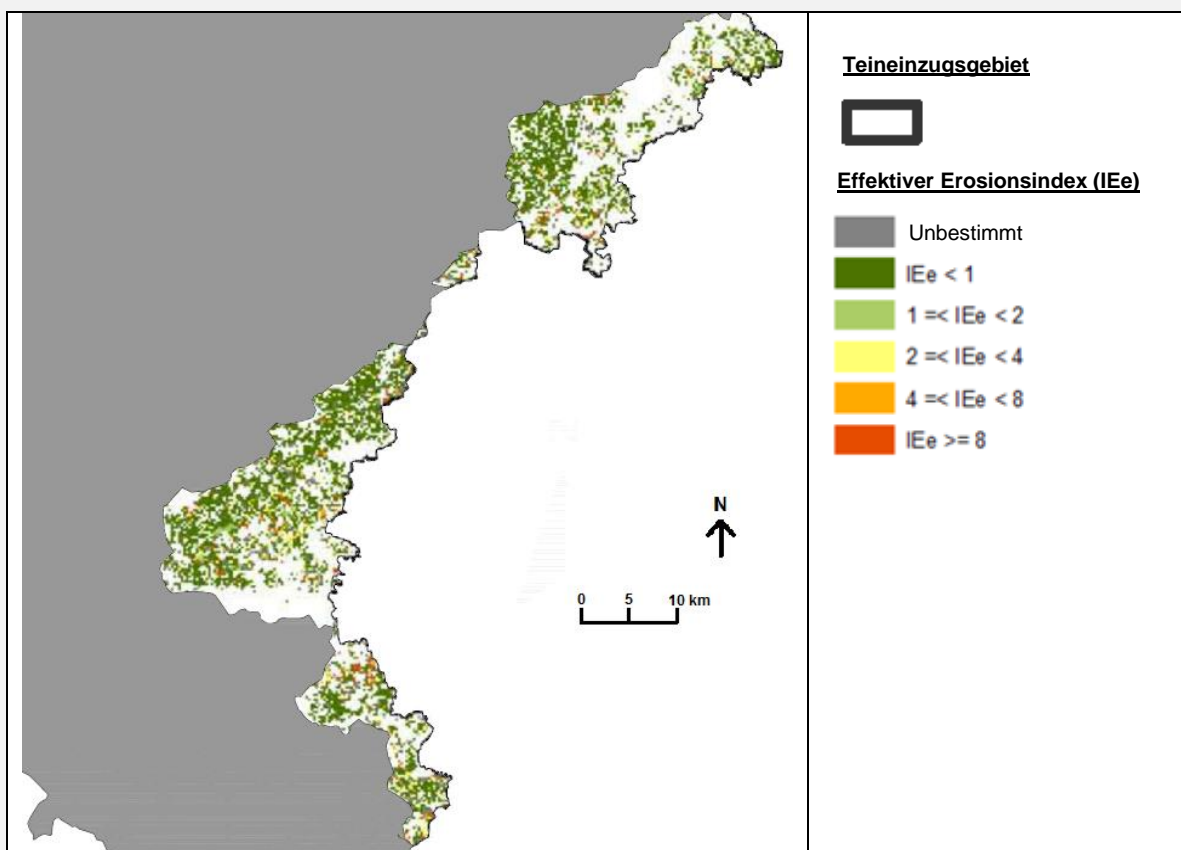 Teineinzugsgebiet
Effektiver Erosionsindex (IEe)
Unbestimmt
IEe < 1
1 =< IEe < 2
2 =< IEe < 4
4 =< IEe < 8
IEe >= 8
N
0 5 10 km